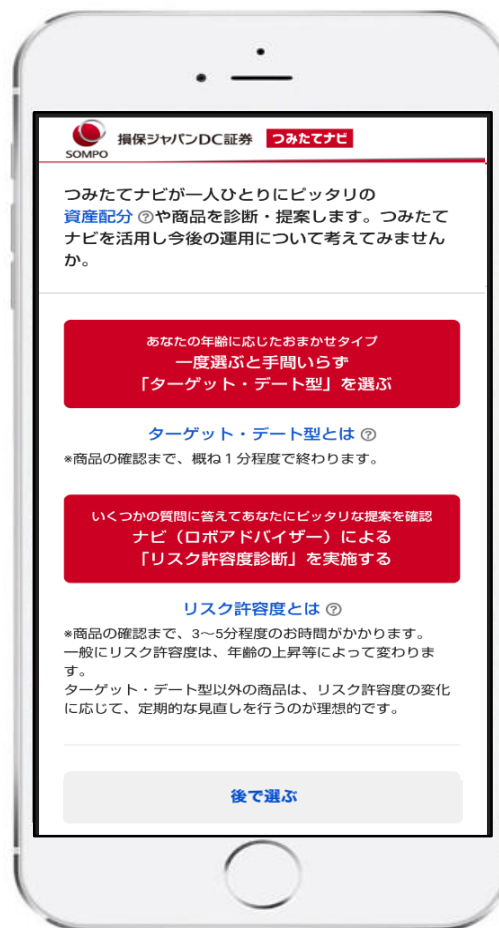 SOMPO
損保ジャパンDC証券 つみたてナビ
つみたてナビが一人ひとりにピッタリの
資産配分 ?や商品を診断・提案します。つみたて
ナビを活用し今後の運用について考えてみません
か。
あなたの年齢に応じたおまかせタイプ
一度選ぶと手間いらず
「ターゲット・デート型」を選ぶ
ターゲット・デート型とは ?
*商品の確認まで、概ね1分程度で終わります。
いくつかの質問に答えてあなたにピッタリな提案を確認
ナビ(ロボアドバイザー)による
「リスク許容度診断」を実施する
リスク許容度とは ?
*商品の確認まで、3〜5分程度のお時間がかかります。
一般にリスク許容度は、年齢の上昇等によって変わりま
す。
ターゲット・デート型以外の商品は、リスク許容度の変化
に応じて、定期的な見直しを行うのが理想的です。
後で選ぶ